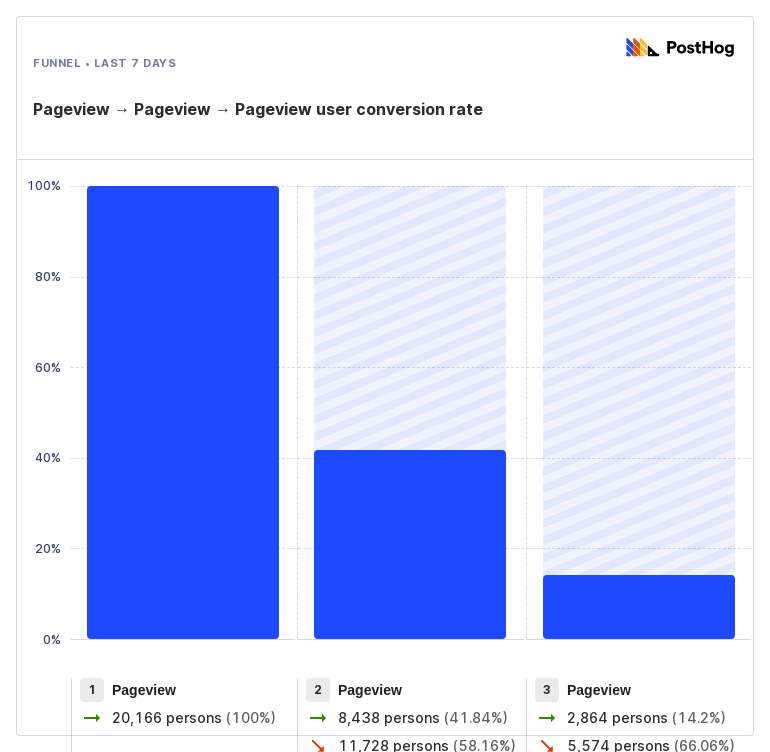 PostHog
FUNNEL • LAST 7 DAYS
Pageview → Pageview → Pageview user conversion rate
100%
80%
60%
40%
20%
0%
1 Pageview
20,166 persons (100%)
2 Pageview
8,438 persons (41.84%)
11,728 persons (58.16%)
3 Pageview
2,864 persons (14.2%)
5,574 persons (66.06%)